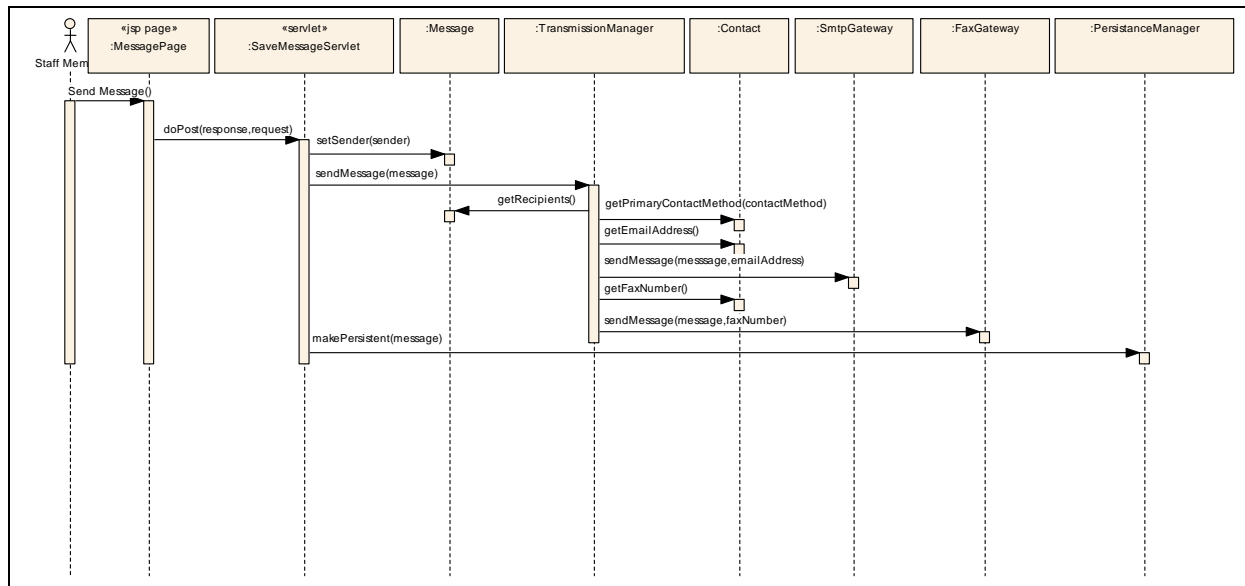 «jsp page»
:MessagePage
«servlet»
:SaveMessageServlet
:Message
:TransmissionManager
:Contact
:SmtpGateway
:FaxGateway
:PersistanceManager
Staff Mem
Send Message()
doPost(response,request)
setSender(sender)
sendMessage(message)
getRecipients()
getPrimaryContactMethod(contactMethod)
getEmailAddress()
sendMessage(messsage,emailAddress)
getFaxNumber()
sendMessage(message,faxNumber)
makePersistent(message)